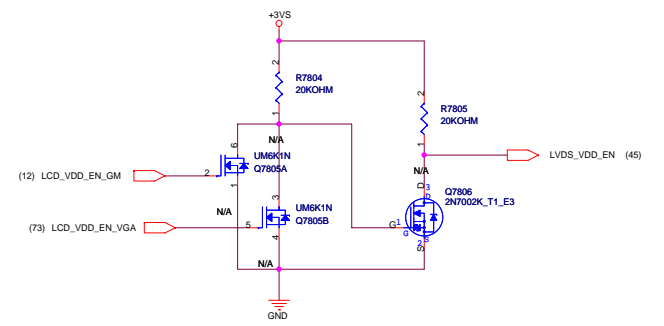 +3VS
2
R7804
20KOHM
1
2
R7805
20KOHM
1
N/A
6
UM6K1N
Q7805A
(12) LCD_VDD_EN_GM
2
1
LVDS_VDD_EN (45)
N/A
D
3
D
Q7806
2N7002K_T1_E3
N/A
3
UM6K1N
Q7805B
(73) LCD_VDD_EN_VGA
5
4
G
1
G
S
2
S
N/A
GND